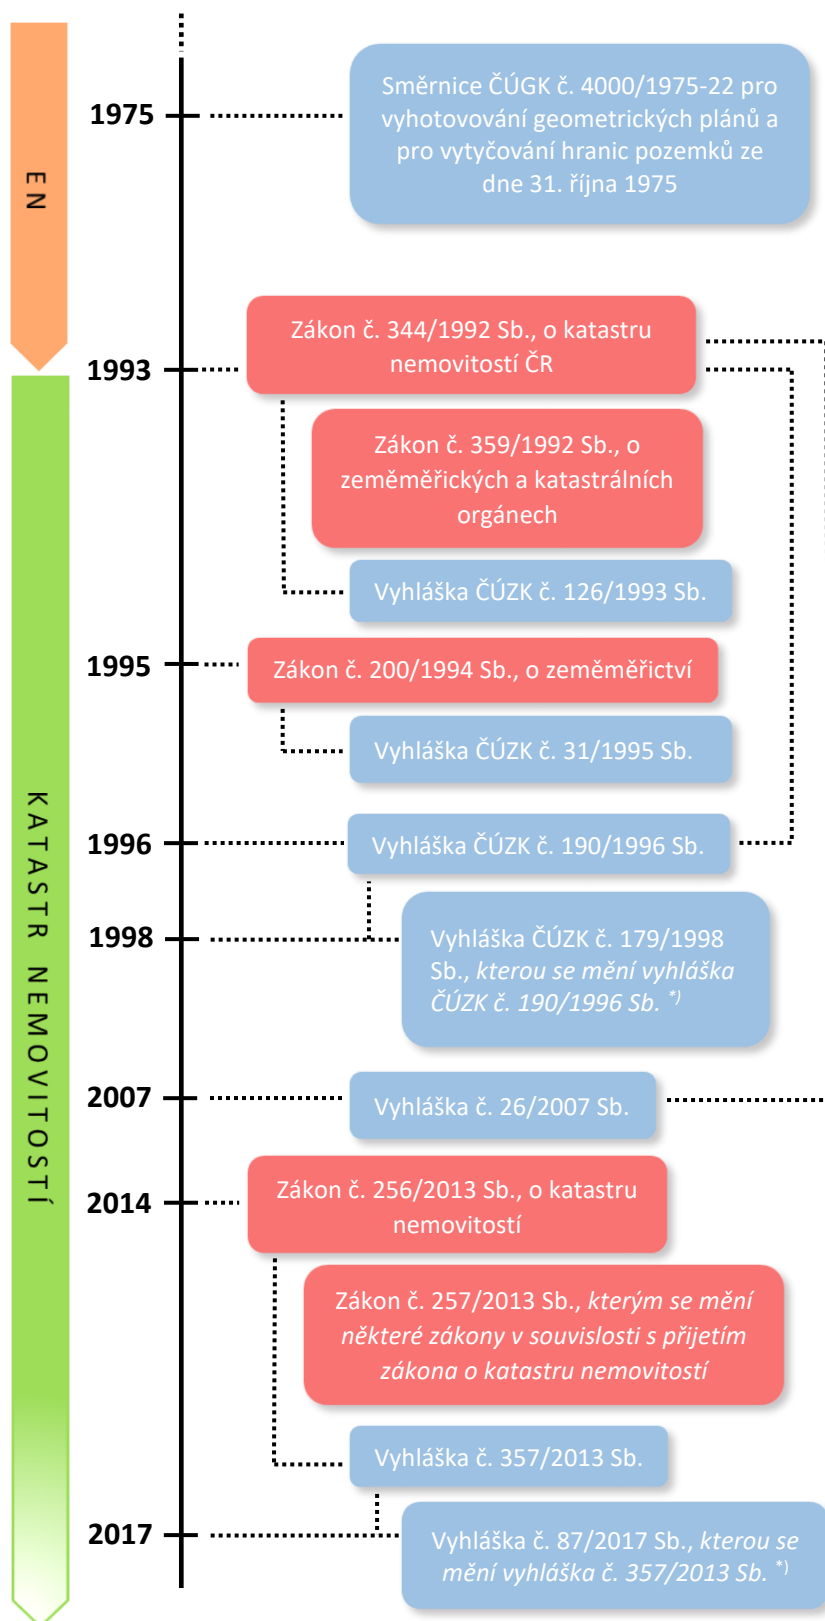 EN
1975
Směrnice ČÚGK č. 4000/1975-22 pro
vyhotovování geometrických plánů a
pro vytyčování hranic pozemků ze
dne 31. října 1975
KATASTR NEMOVITOSTÍ
1993
Zákon č. 344/1992 Sb., o katastru
nemovitostí ČR
Zákon č. 359/1992 Sb., o
zeměměřických a katastrálních
orgánech
Vyhláška ČÚZK č. 126/1993 Sb.
1995
Zákon č. 200/1994 Sb., o zeměměřictví
Vyhláška ČÚZK č. 31/1995 Sb.
1996
Vyhláška ČÚZK č. 190/1996 Sb.
1998
Vyhláška ČÚZK č. 179/1998
Sb., kterou se mění vyhláška
ČÚZK č. 190/1996 Sb. *)
2007
Vyhláška č. 26/2007 Sb.
2014
Zákon č. 256/2013 Sb., o katastru
nemovitostí
Zákon č. 257/2013 Sb., kterým se mění
některé zákony v souvislosti s přijetím
zákona o katastru nemovitostí
Vyhláška č. 357/2013 Sb.
2017
Vyhláška č. 87/2017 Sb., kterou se
mění vyhláška č. 357/2013 Sb. *)